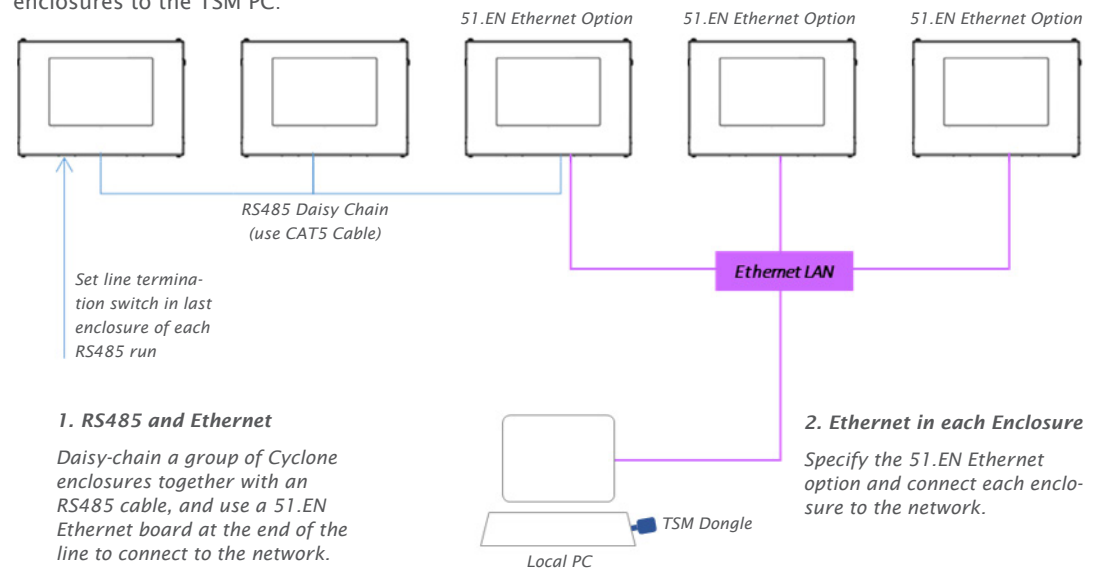 enclosures to the TSM PC.
51.EN Ethernet Option
51.EN Ethernet Option
51.EN Ethernet Option
RS485 Daisy Chain
(use CAT5 Cable)
Ethernet LAN
Set line termina-
tion switch in last
enclosure of each
RS485 run
1. RS485 and Ethernet
Daisy-chain a group of Cyclone
enclosures together with an
RS485 cable, and use a 51.EN
Ethernet board at the end of the
line to connect to the network.
2. Ethernet in each Enclosure
Specify the 51.EN Ethernet
option and connect each enclo-
sure to the network.
TSM Dongle
Local PC